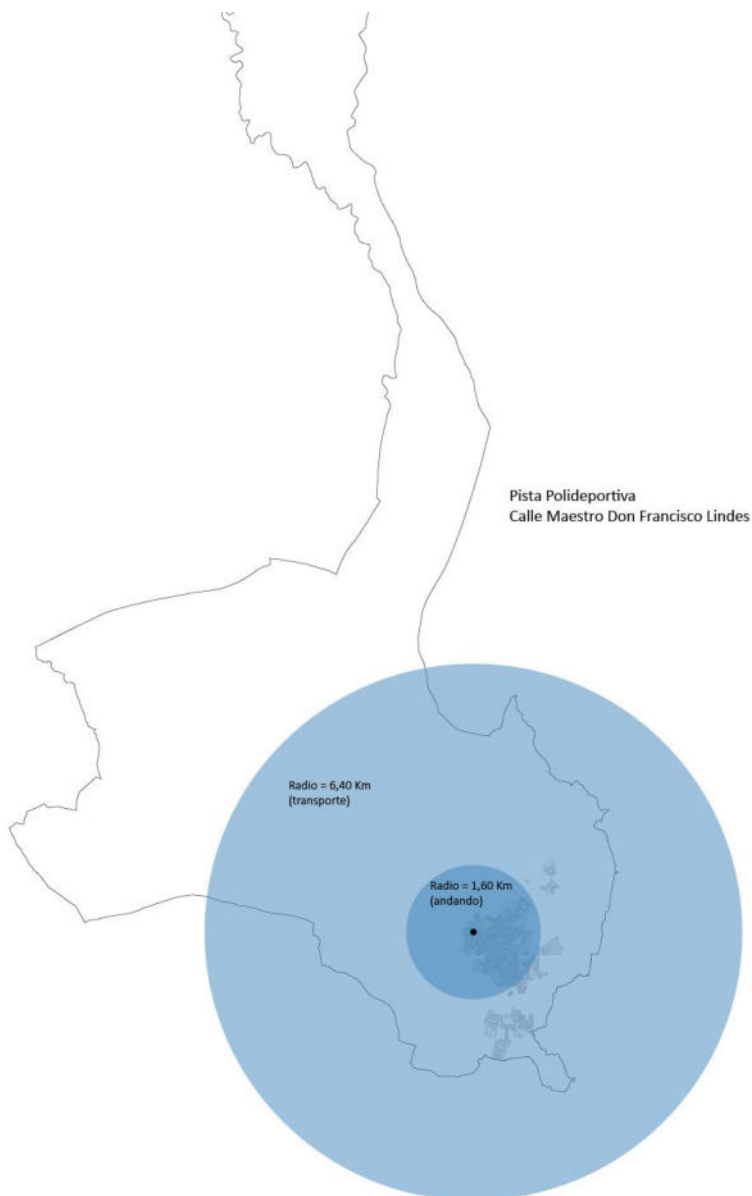 Pista Polideportiva
Calle Maestro Don Francisco Lindes
Radio = 6,40 Km
(transporte)
Radio = 1,60 Km
(andando)